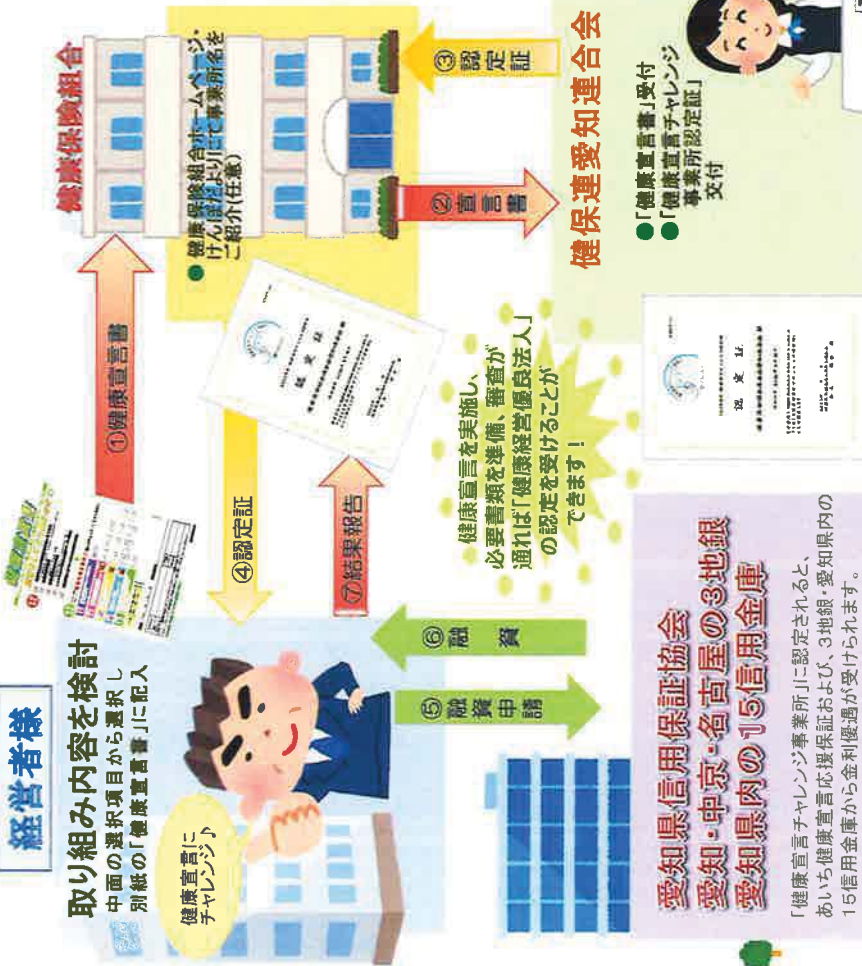 経営者様
取り組み内容を検討
中面の選択項目から選択し
別紙の「健康宣言書」に記入
健康宣言に
チャレンジ♪
①健康宣言書
健康保険組合
●健康保険組合ホームページ・
けんぽだよりにて事業所名を
ご紹介(任意)
②宣言書
③認定証
健保連愛知連合会
●「健康宣言書」受付
●「健康宣言チャレンジ
事業所認定証」
交付
④認定証
認定証
⑤融資申請
⑥融資
⑦結果報告
健康宣言を実施し、
必要書類を準備、審査が
通れば「健康経営優良法人」
の認定を受けることが
できます!
愛知県信用保証協会
愛知・中京・名古屋の3地銀
愛知県内の15信用金庫
「健康宣言チャレンジ事業所」に認定されると、
あいち健康宣言応援保証および、3地銀・愛知県内の
15信用金庫から金利優遇が受けられます。
認定証